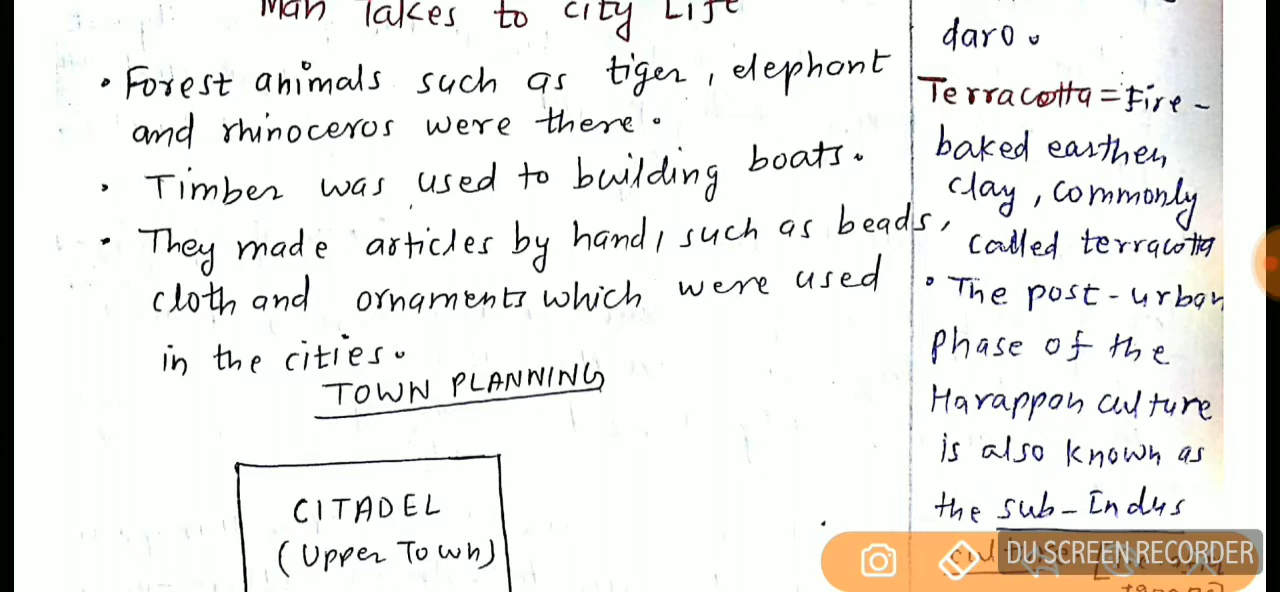 Man Takes to City Life
• Forest animals such as tiger, elephant
and rhinoceros were there.
• Timber was used to building boats.
• They made articles by hand, such as beads,
cloth and ornaments which were used
in the cities.
TOWN PLANNING
CITADEL
(Upper Town)
daro.
Terracotta = Fire-
baked earthen
clay, commonly
called terracotta
• The post-urban
phase of the
Harappan culture
is also known as
the sub-Indus
DU SCREEN RECORDER